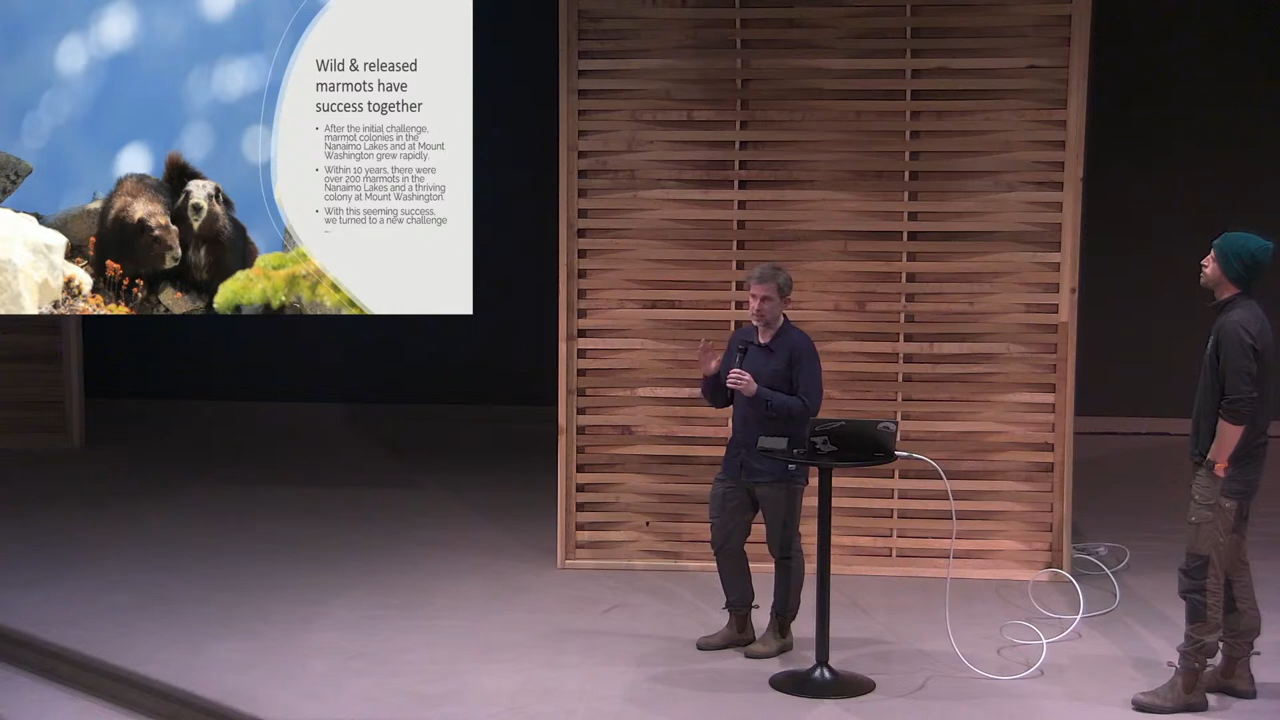 Wild & released
marmots have
success together
• After the initial challenge,
marmot colonies in the
Nanaimo Lakes and at Mount
Washington grew rapidly.
• Within 10 years, there were
over 200 marmots in the
Nanaimo Lakes and a thriving
colony at Mount Washington.
• With this seeming success,
we turned to a new challenge
...